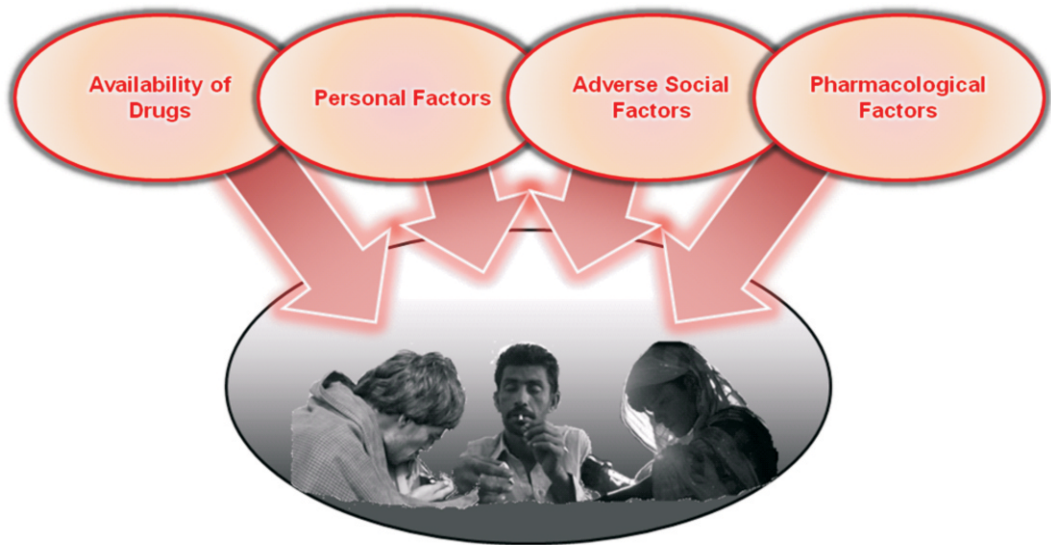 Availability of
Drugs
Personal Factors
Adverse Social
Factors
Pharmacological
Factors